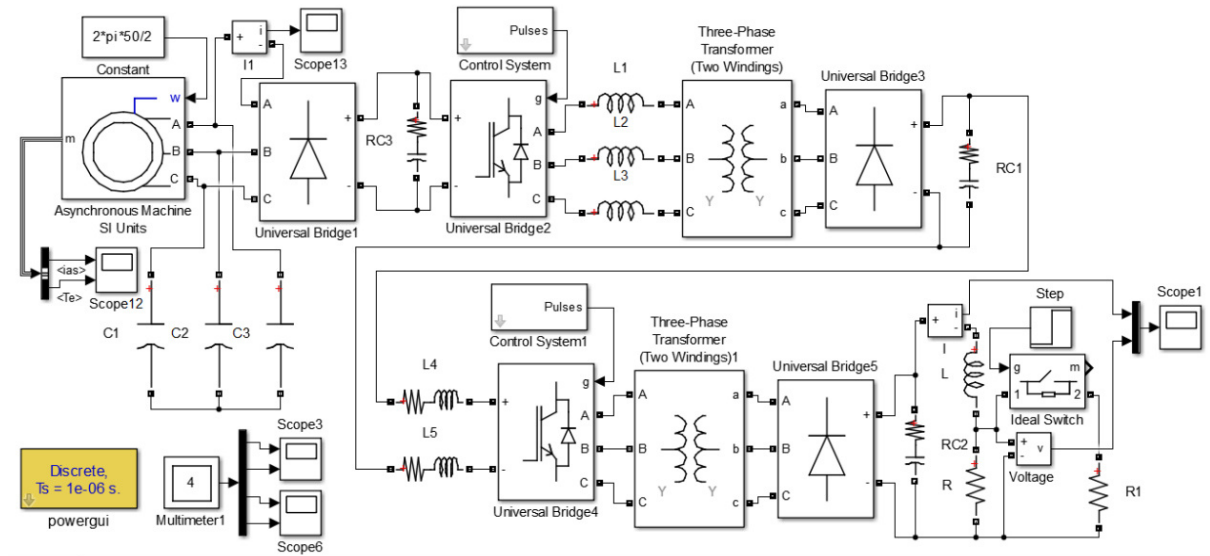 2*pi*50/2
Constant
+
i
-
I1
Scope13
Pulses
Control System
Three-Phase
Transformer
(Two Windings)
Universal Bridge3
w
m
A
B
C
Asynchronous Machine
SI Units
A
B
C
+
-
Universal Bridge1
RC3
g
+
-
A
B
C
Universal Bridge2
L1
L2
L3
A
B
C
a
b
c
Y
Y
A
B
C
+
-
RC1
<ias>
<Te>
Scope12
C1
C2
C3
Pulses
Control System1
Three-Phase
Transformer
(Two Windings)1
Universal Bridge5
+
i
-
I
L
Step
Scope1
L4
L5
g
+
-
A
B
C
Universal Bridge4
A
B
C
a
b
c
Y
Y
A
B
C
+
-
g
m
1
2
Ideal Switch
RC2
+
-
v
Voltage
R
R1
Discrete,
Ts = 1e-06 s.
powergui
4
Multimeter1
Scope3
Scope6